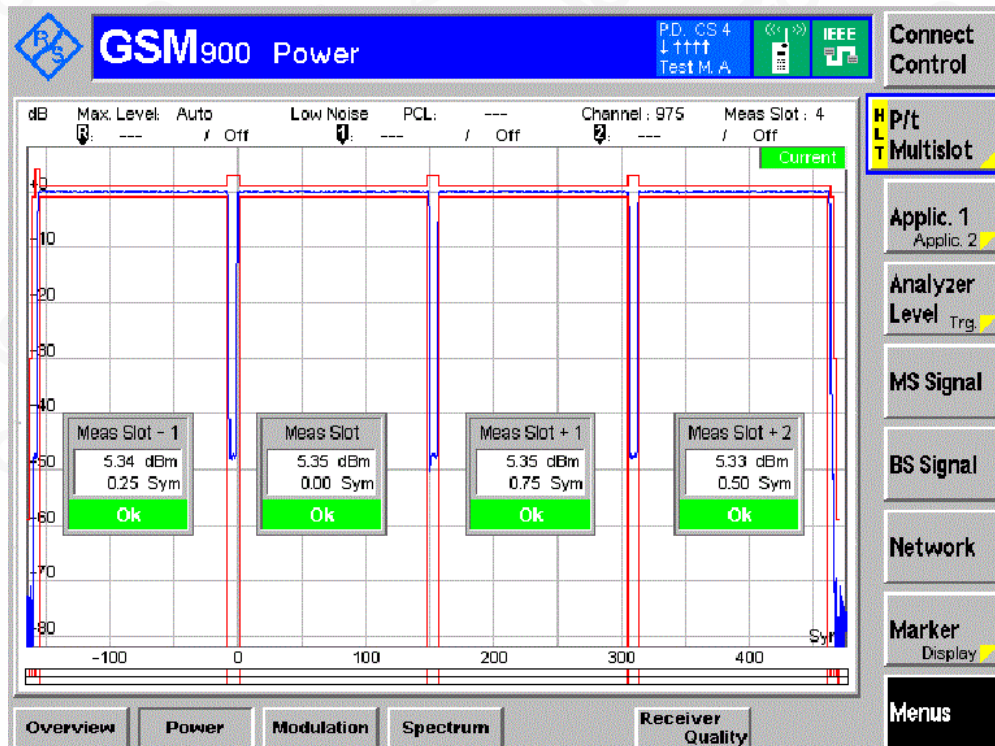 R S
GSM900 Power
P.D. CS 4
↓ ↑↑↑↑
Test M. A.
IEEE
Connect Control
dB Max. Level: Auto Low Noise PCL: --- Channel : 975 Meas Slot : 4
R: --- / Off 1: --- / Off 2: --- / Off
Current
HLT
P/t Multislot
Applic. 1
Applic. 2
Analyzer Level Trg.
MS Signal
BS Signal
Network
Marker
Display
Menus
+0
-10
-20
-30
-40
-50
-60
-70
-80
Meas Slot - 1
5.34 dBm
0.25 Sym
Ok
Meas Slot
5.35 dBm
0.00 Sym
Ok
Meas Slot + 1
5.35 dBm
0.75 Sym
Ok
Meas Slot + 2
5.33 dBm
0.50 Sym
Ok
Sym
-100 0 100 200 300 400
Overview Power Modulation Spectrum Receiver Quality